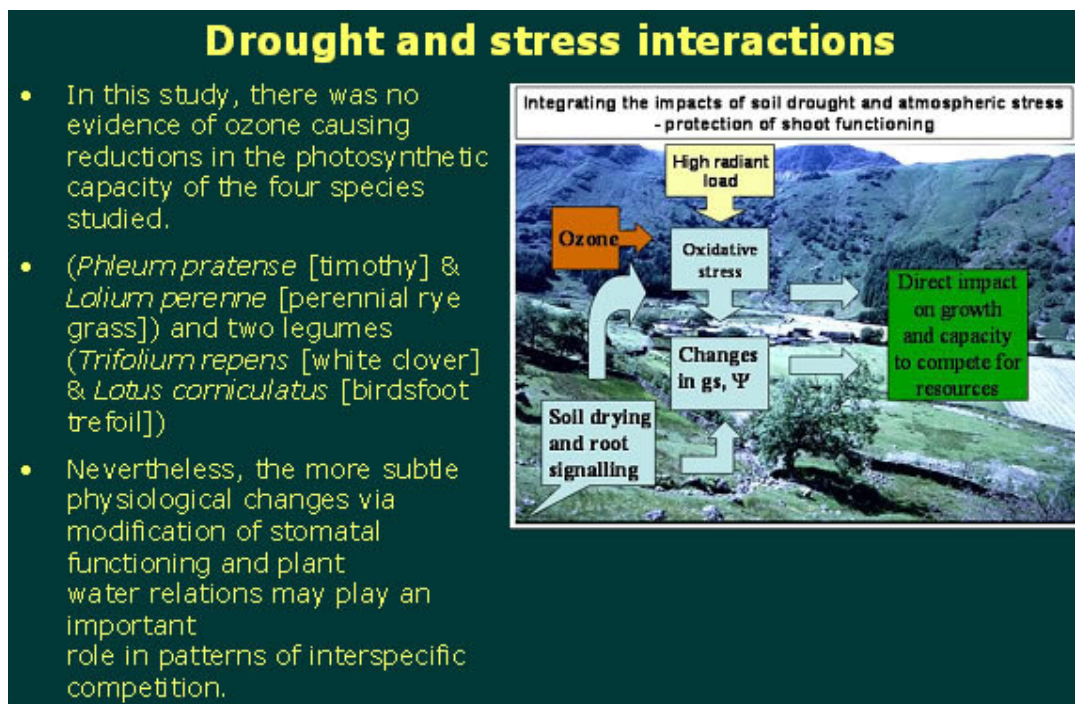 Drought and stress interactions
• In this study, there was no
evidence of ozone causing
reductions in the photosynthetic
capacity of the four species
studied.
• (Phleum pratense [timothy] &
Lolium perenne [perennial rye
grass]) and two legumes
(Trifolium repens [white clover]
& Lotus corniculatus [birdsfoot
trefoil])
• Nevertheless, the more subtle
physiological changes via
modification of stomatal
functioning and plant
water relations may play an
important
role in patterns of interspecific
competition.
Integrating the impacts of soil drought and atmospheric stress
- protection of shoot functioning
High radiant
load
Ozone
Oxidative
stress
Direct impact
on growth
and capacity
to compete for
resources
Changes
in gs, Ψ
Soil drying
and root
signalling